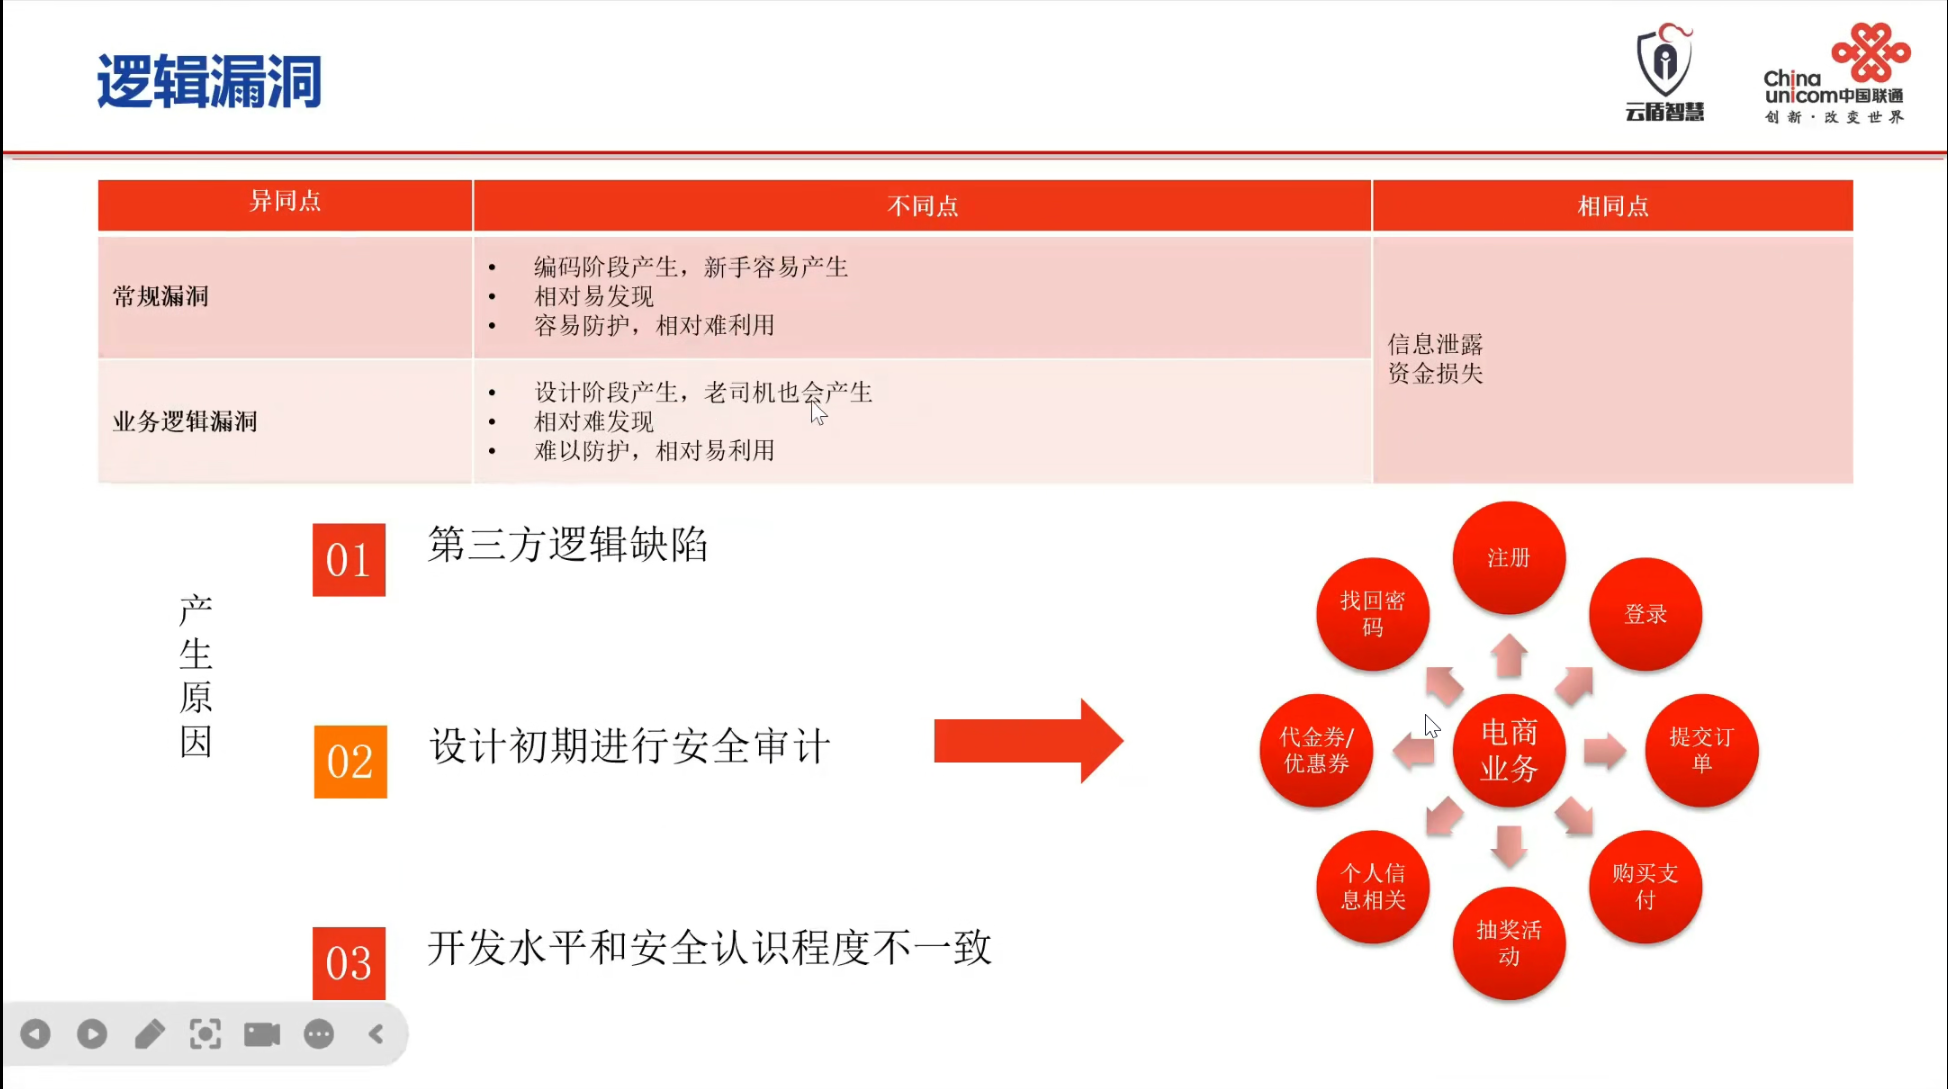 逻辑漏洞
云盾智慧
China
unicom中国联通
创新·改变世界
异同点
不同点
相同点
常规漏洞
• 编码阶段产生，新手容易产生
• 相对易发现
• 容易防护，相对难利用
信息泄露
资金损失
业务逻辑漏洞
• 设计阶段产生，老司机也会产生
• 相对难发现
• 难以防护，相对易利用
产
生
原
因
01
第三方逻辑缺陷
02
设计初期进行安全审计
03
开发水平和安全认识程度不一致
电商
业务
注册
登录
提交订
单
购买支
付
抽奖活
动
个人信
息相关
代金券/
优惠券
找回密
码